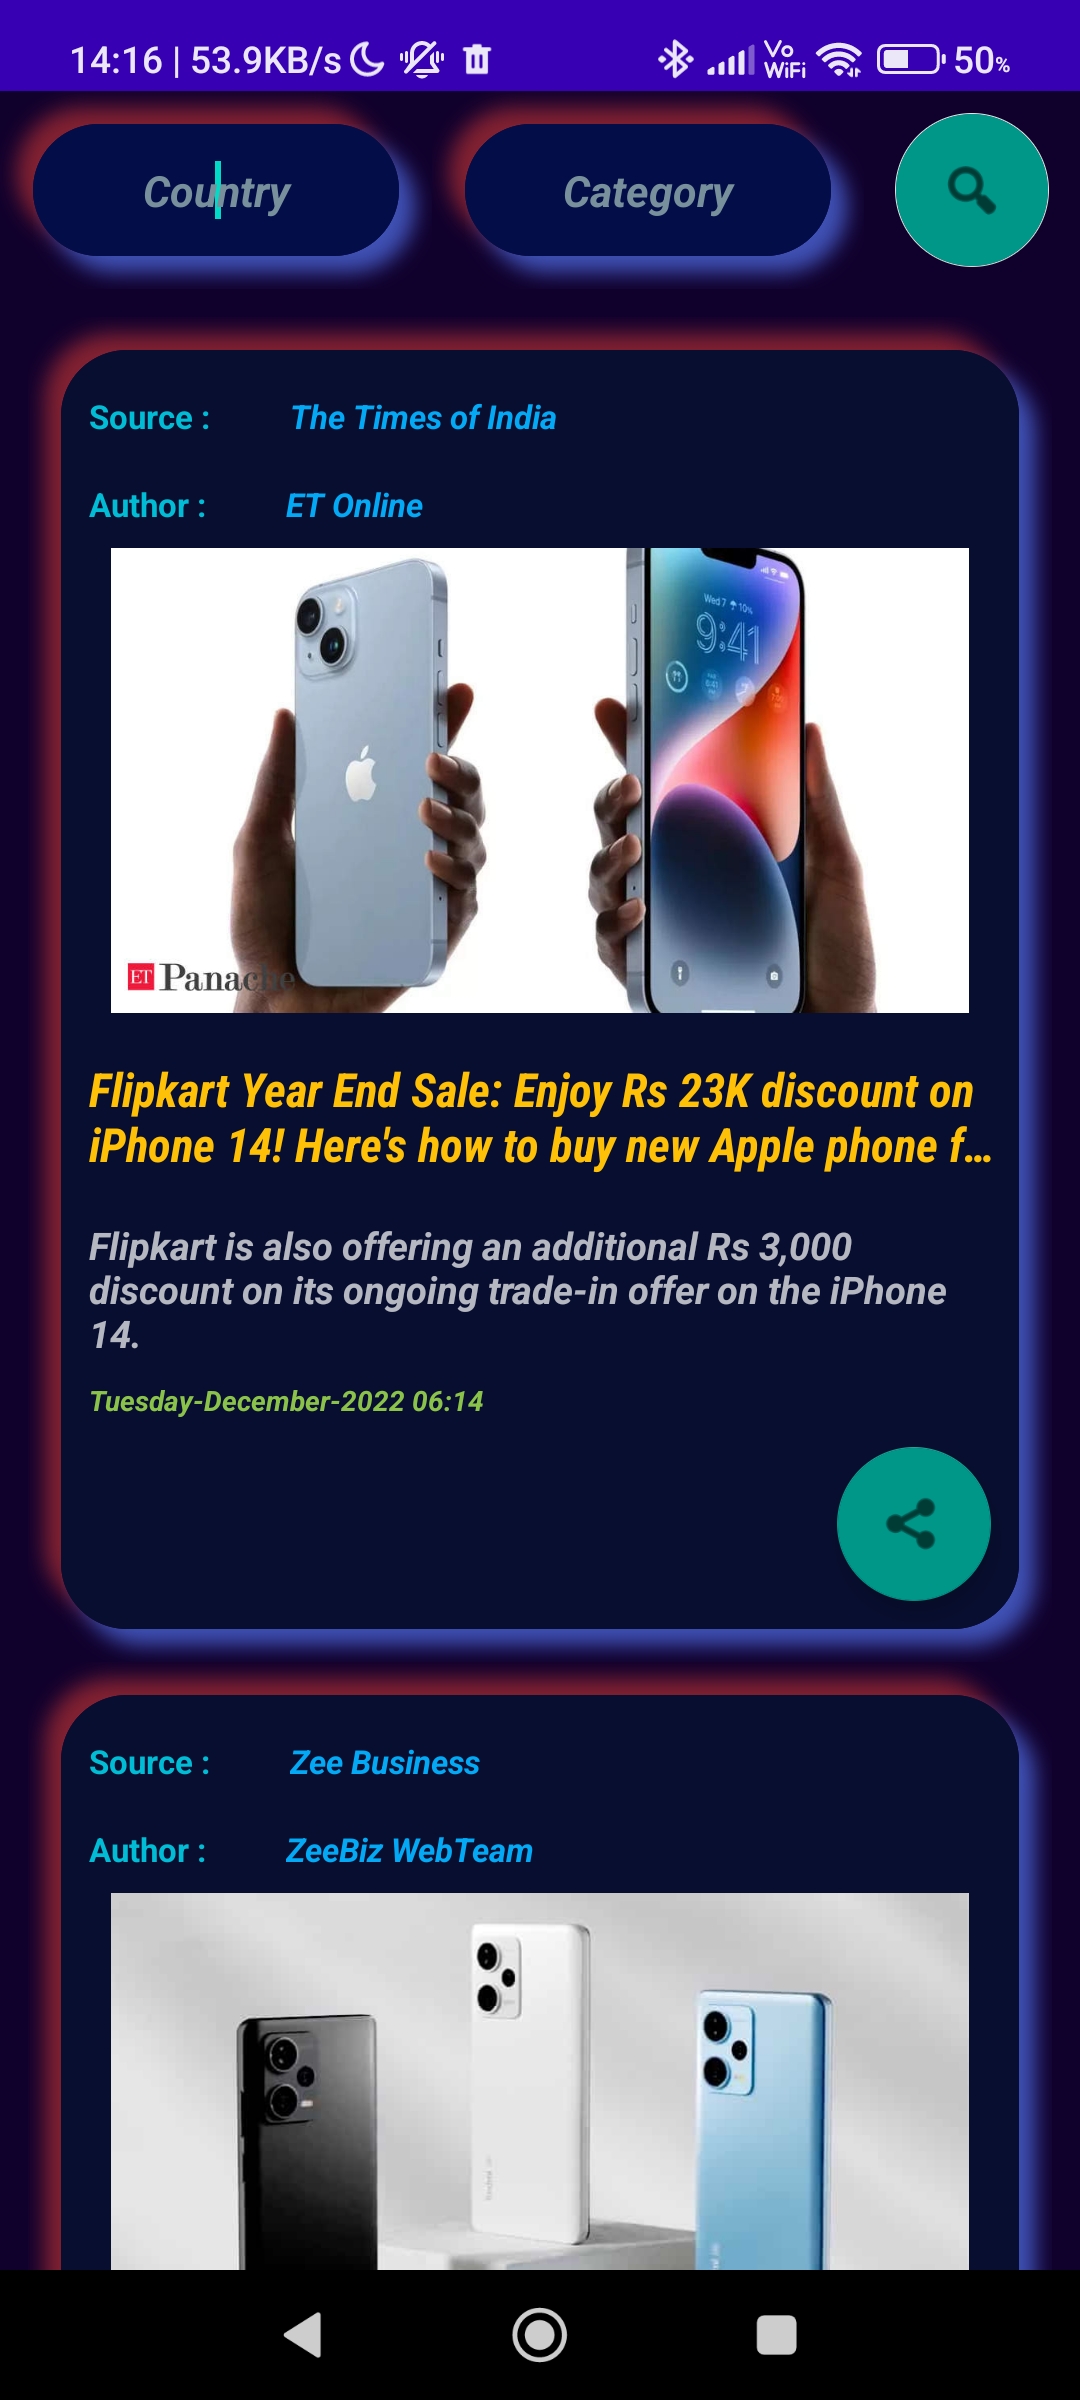 14:16 | 53.9KB/s Vo WiFi 50%
Country Category
Source : The Times of India
Author : ET Online
Wed 7 10%
9:41
ET Panache
Flipkart Year End Sale: Enjoy Rs 23K discount on
iPhone 14! Here's how to buy new Apple phone f…
Flipkart is also offering an additional Rs 3,000
discount on its ongoing trade-in offer on the iPhone
14.
Tuesday-December-2022 06:14
Source : Zee Business
Author : ZeeBiz WebTeam